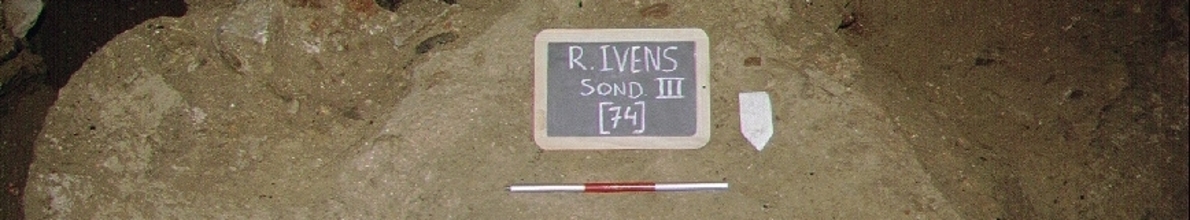 R. IVENS
SOND. III
[74]